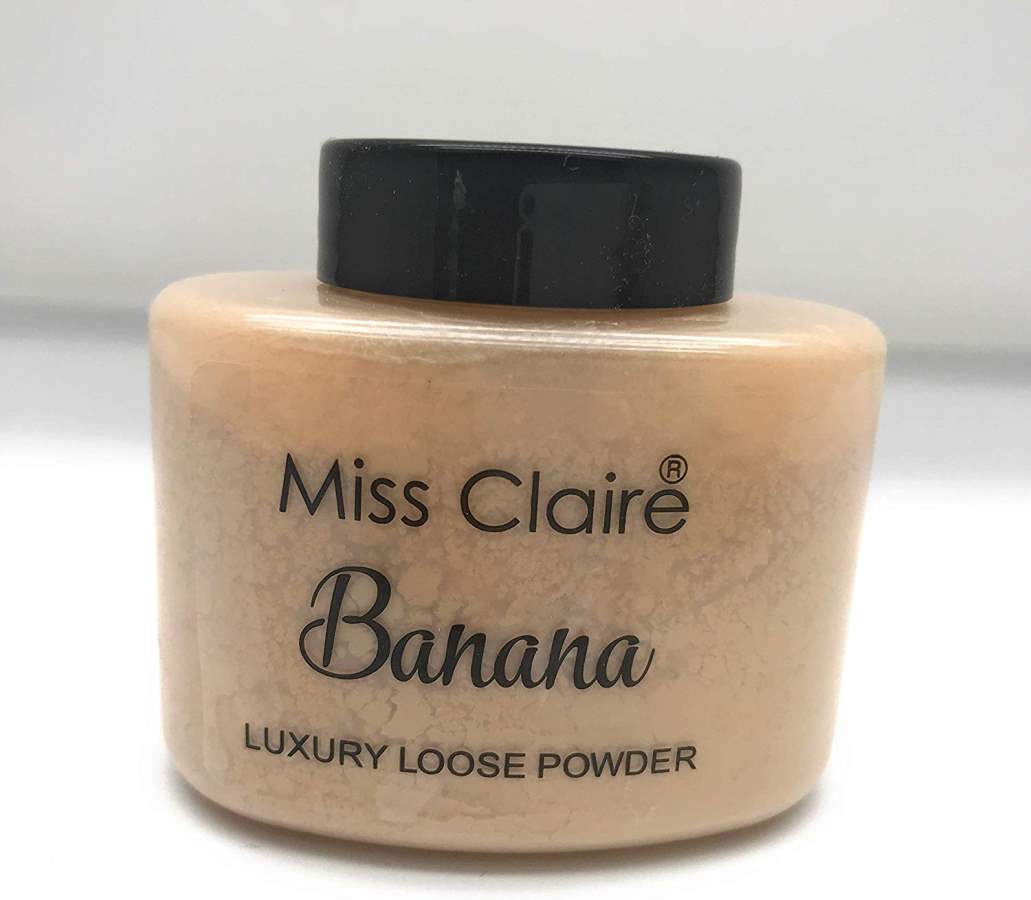 Miss Claire®
Banana
LUXURY LOOSE POWDER